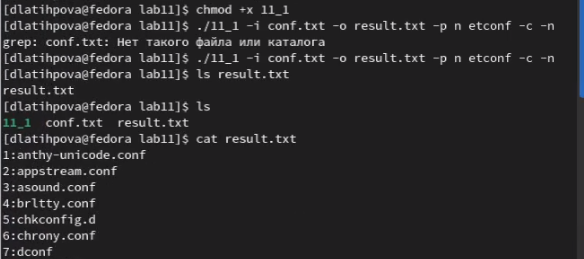 [dlatihpova@fedora lab11]$ chmod +x 11_1
[dlatihpova@fedora lab11]$ ./11_1 -i conf.txt -o result.txt -p n etconf -c -n
grep: conf.txt: Нет такого файла или каталога
[dlatihpova@fedora lab11]$ ./11_1 -i conf.txt -o result.txt -p n etconf -c -n
[dlatihpova@fedora lab11]$ ls result.txt
result.txt
[dlatihpova@fedora lab11]$ ls
11_1  conf.txt  result.txt
[dlatihpova@fedora lab11]$ cat result.txt
1:anthy-unicode.conf
2:appstream.conf
3:asound.conf
4:brltty.conf
5:chkconfig.d
6:chrony.conf
7:dconf